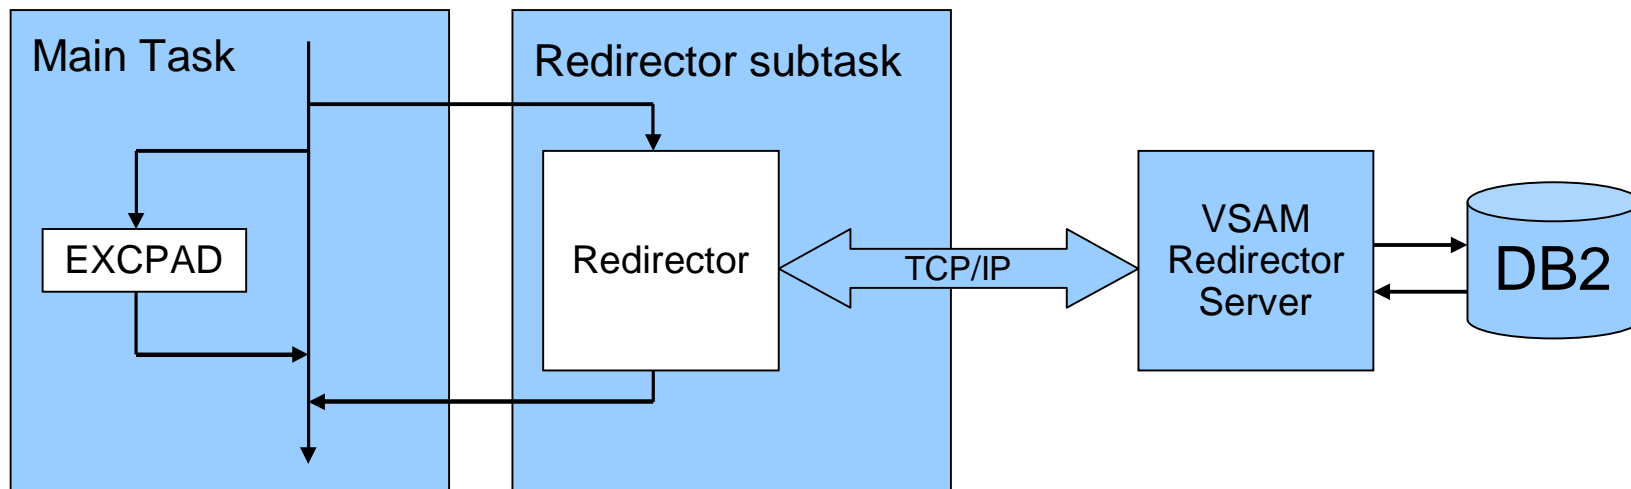 Main Task
Redirector subtask
EXCPAD
Redirector
TCP/IP
VSAM
Redirector
Server
DB2